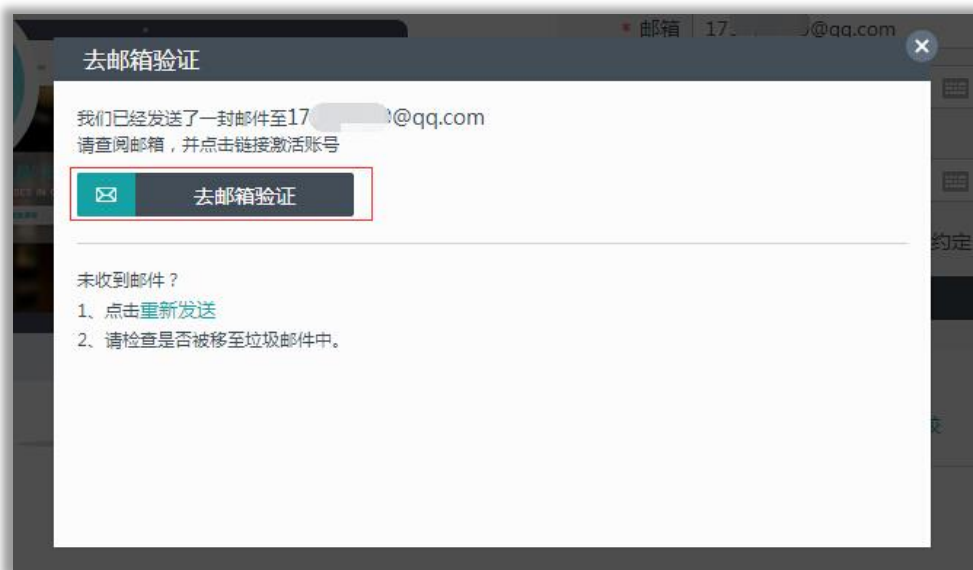 * 邮箱 17 @qq.com
去邮箱验证
我们已经发送了一封邮件至17 @qq.com
请查阅邮箱，并点击链接激活账号
去邮箱验证
约定
未收到邮件？
1、点击重新发送
2、请检查是否被移至垃圾邮件中。